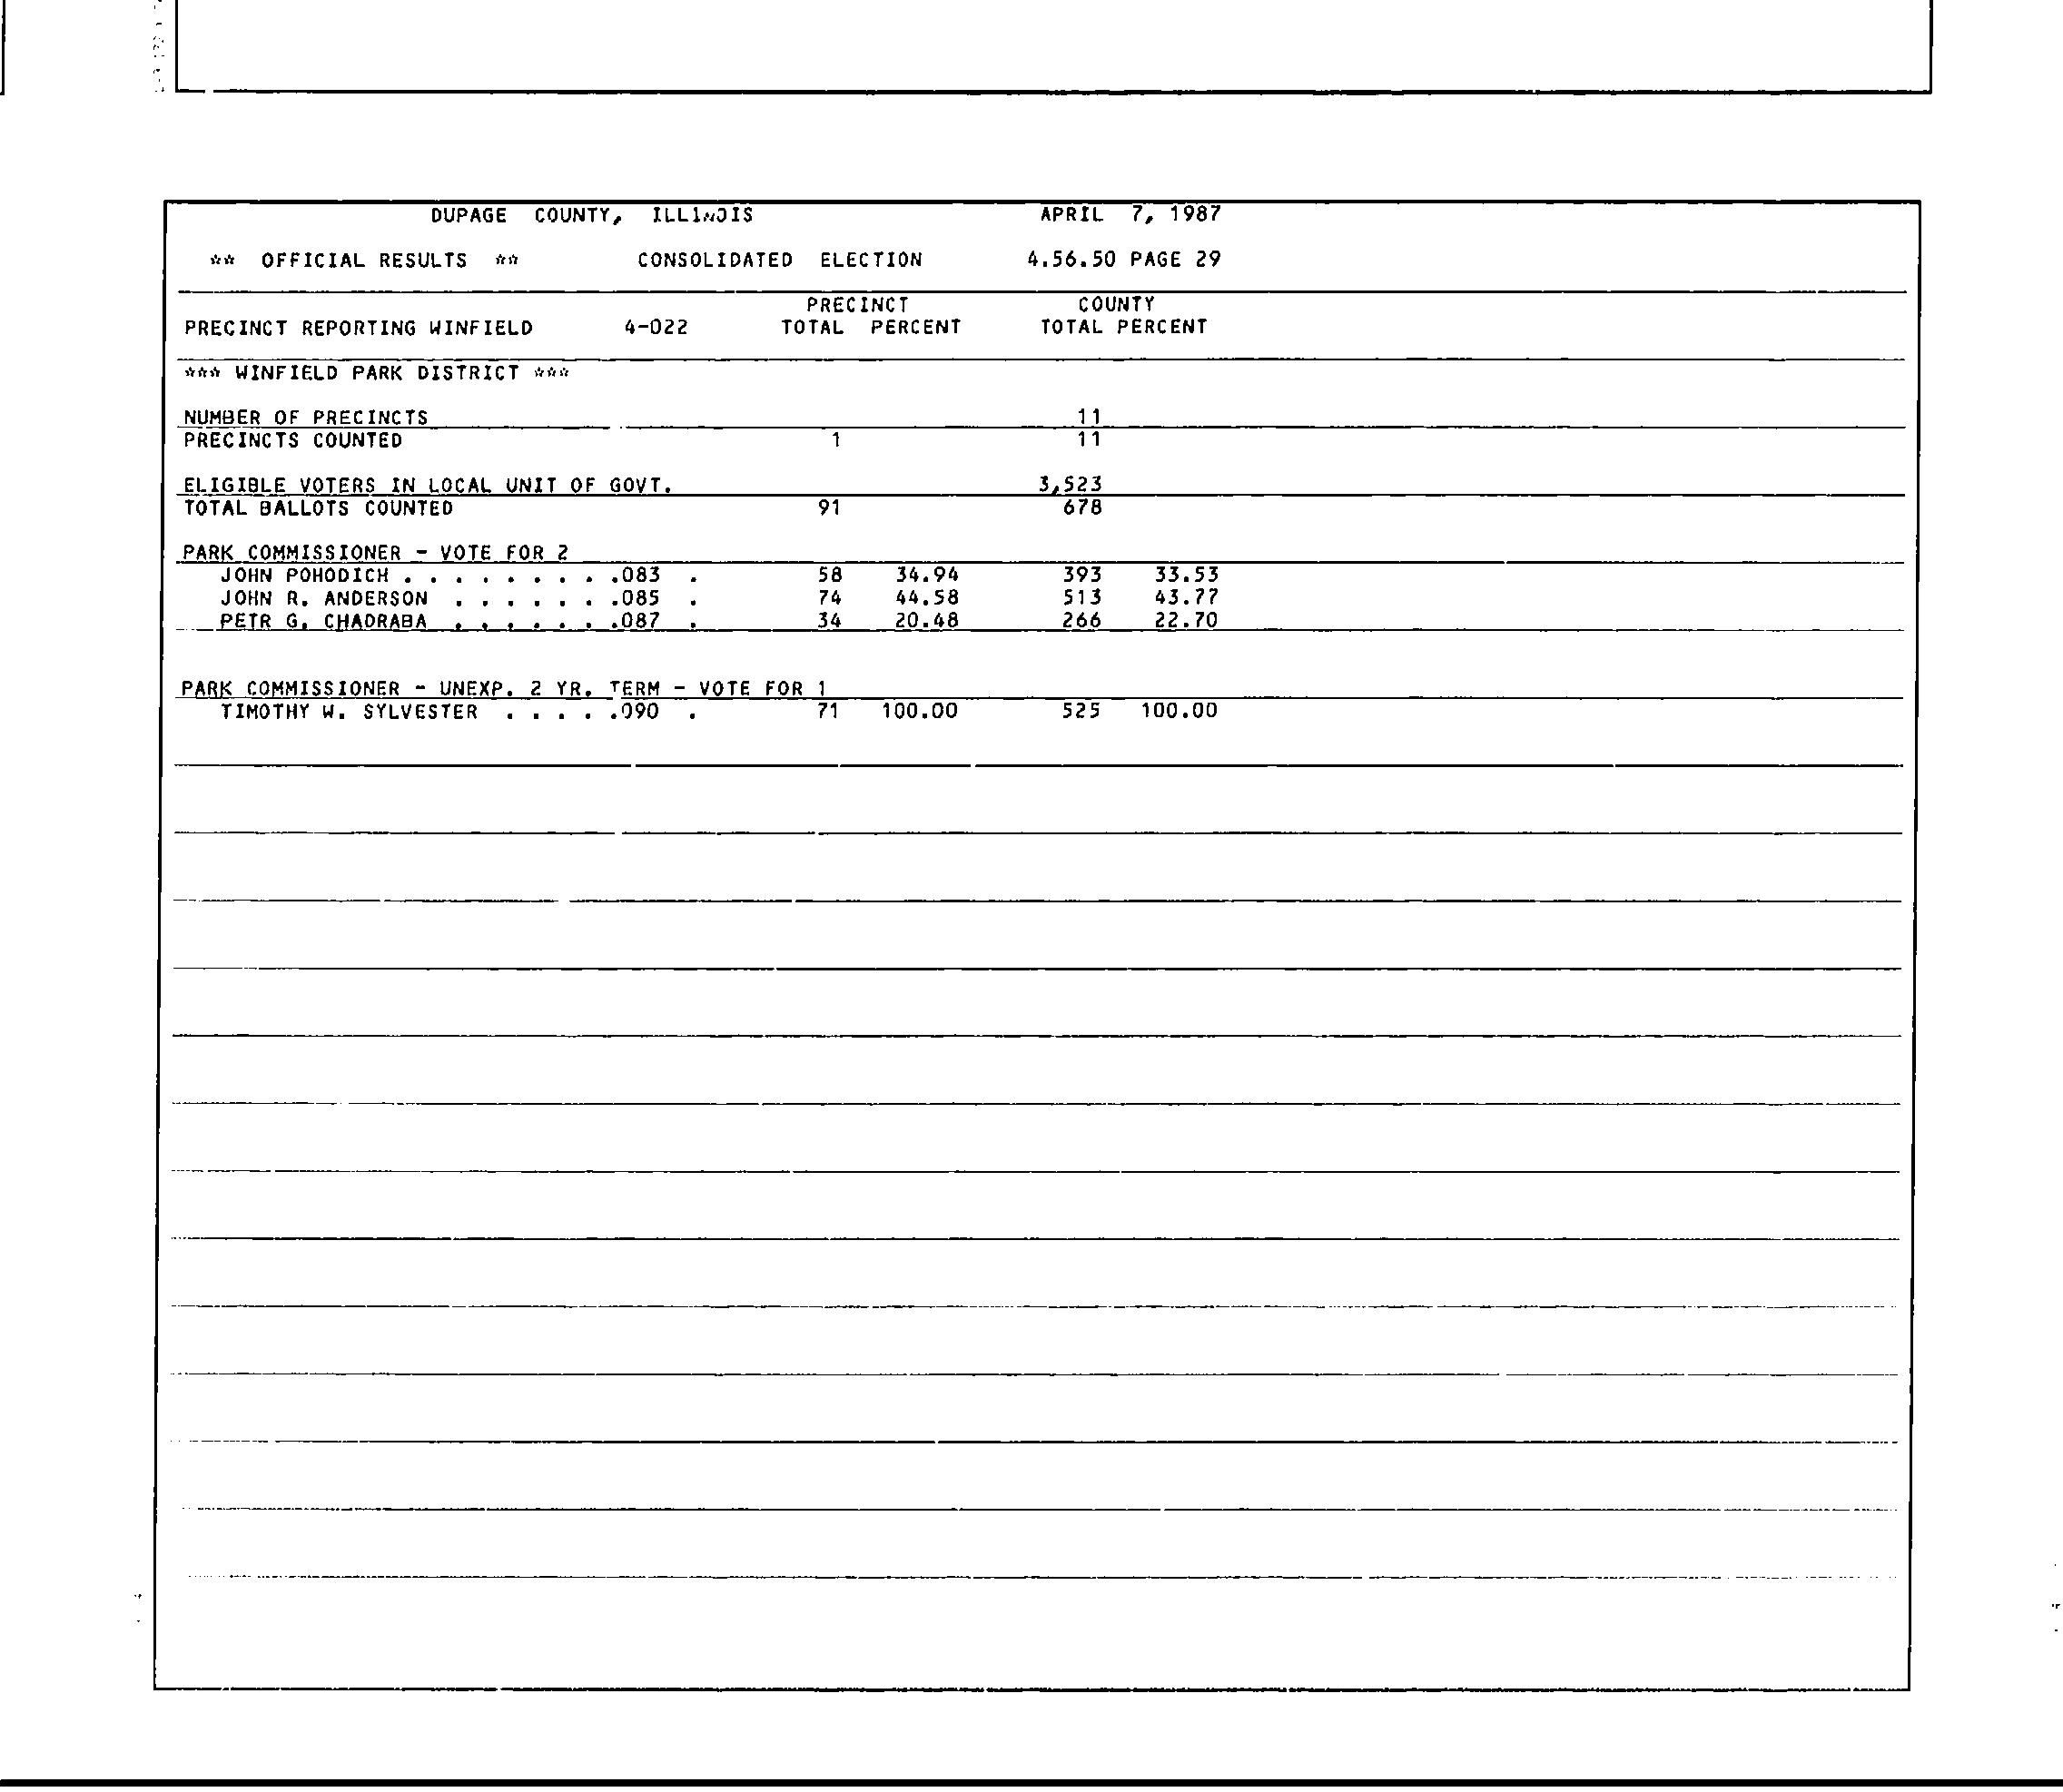 DUPAGE COUNTY, ILLINOIS APRIL 7, 1987
** OFFICIAL RESULTS ** CONSOLIDATED ELECTION 4.56.50 PAGE 29
PRECINCT COUNTY
PRECINCT REPORTING WINFIELD 4-022 TOTAL PERCENT TOTAL PERCENT
*** WINFIELD PARK DISTRICT ***
NUMBER OF PRECINCTS 11
PRECINCTS COUNTED 1 11
ELIGIBLE VOTERS IN LOCAL UNIT OF GOVT. 3,523
TOTAL BALLOTS COUNTED 91 678
PARK COMMISSIONER - VOTE FOR 2
JOHN POHODICH . . . . . . . . .083 . 58 34.94 393 33.53
JOHN R. ANDERSON . . . . . . .085 . 74 44.58 513 43.77
PETR G. CHADRABA . . . . . . .087 . 34 20.48 266 22.70
PARK COMMISSIONER - UNEXP. 2 YR. TERM - VOTE FOR 1
TIMOTHY W. SYLVESTER . . . . .090 . 71 100.00 525 100.00